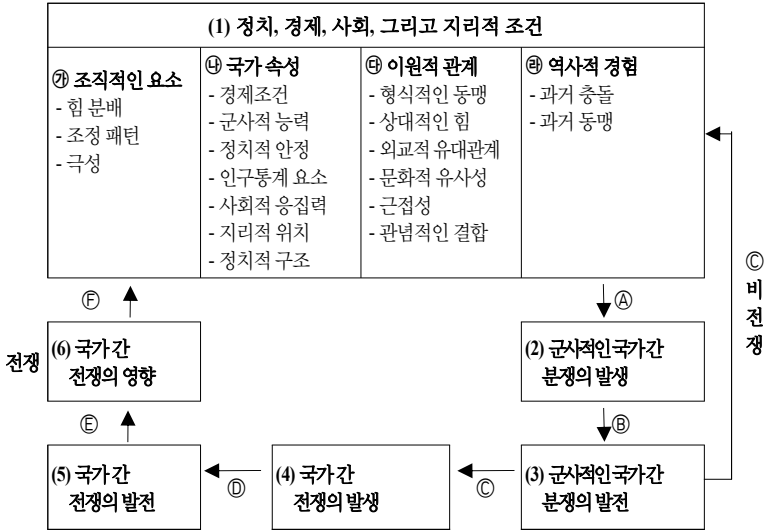 (1) 정치, 경제, 사회, 그리고 지리적 조건
㉮ 조직적인 요소
- 힘 분배
- 조정 패턴
- 극성
㉯ 국가 속성
- 경제조건
- 군사적 능력
- 정치적 안정
- 인구통계 요소
- 사회적 응집력
- 지리적 위치
- 정치적 구조
㉰ 이원적 관계
- 형식적인 동맹
- 상대적인 힘
- 외교적 유대관계
- 문화적 유사성
- 근접성
- 관념적인 결합
㉱ 역사적 경험
- 과거 충돌
- 과거 동맹
Ⓕ
Ⓐ
Ⓒ
비
전
쟁
전쟁
(6) 국가 간
전쟁의 영향
(2) 군사적인 국가 간
분쟁의 발생
Ⓔ
Ⓑ
(5) 국가 간
전쟁의 발전
Ⓓ
(4) 국가 간
전쟁의 발생
Ⓒ
(3) 군사적인 국가 간
분쟁의 발전